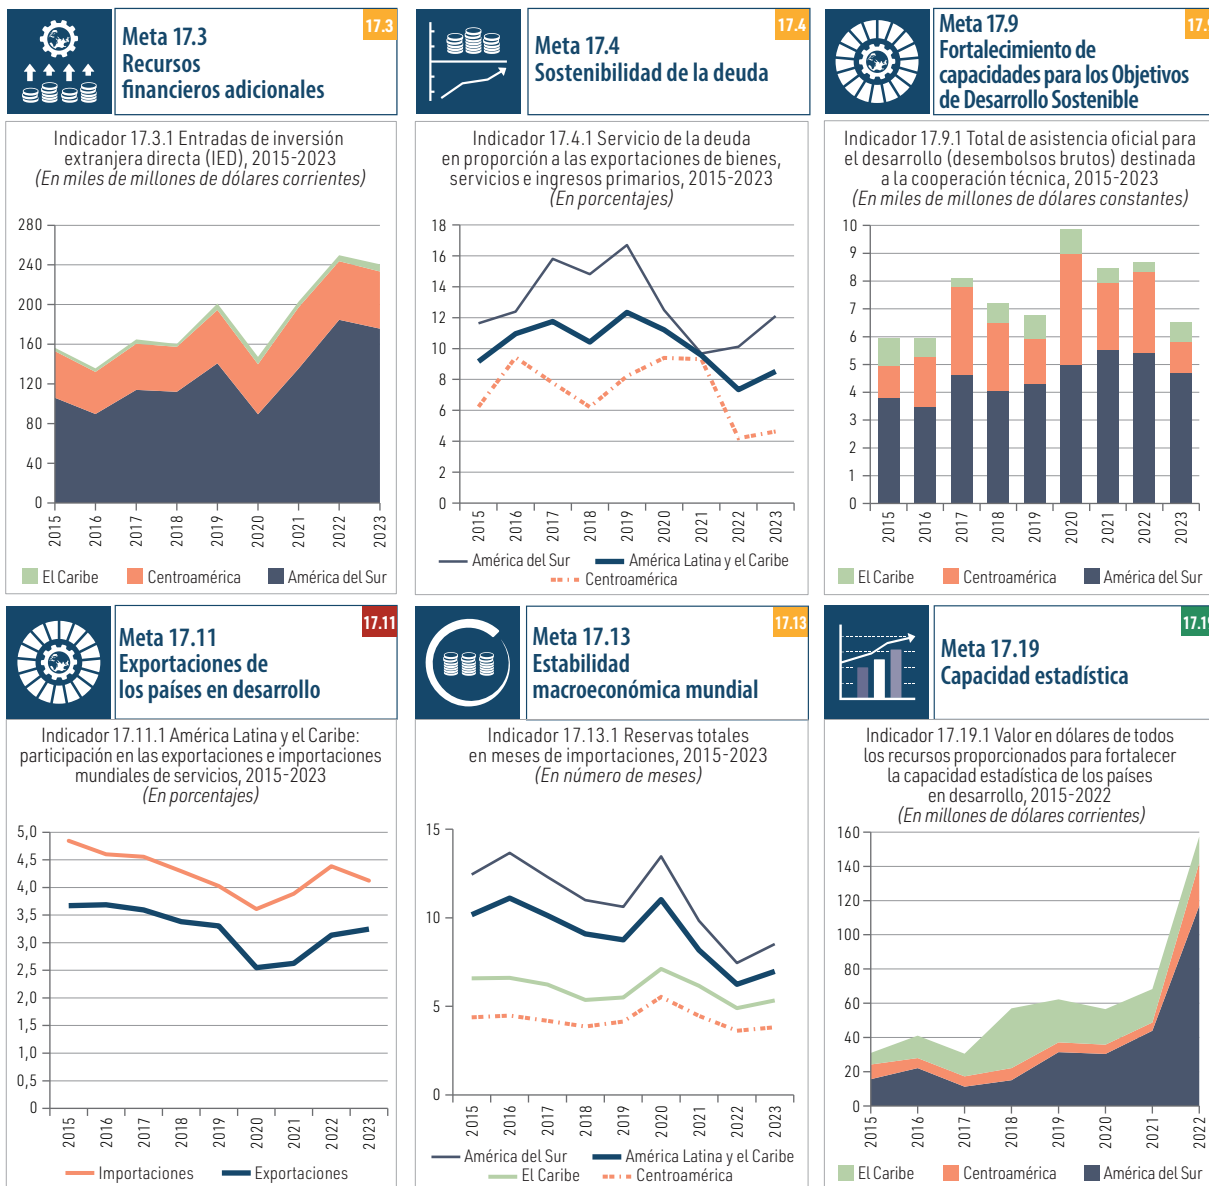 17.3
Meta 17.3
Recursos
financieros adicionales
Indicador 17.3.1 Entradas de inversión
extranjera directa (IED), 2015-2023
(En miles de millones de dólares corrientes)
280
240
200
160
120
80
40
0
2015
2016
2017
2018
2019
2020
2021
2022
2023
El Caribe
Centroamérica
América del Sur
17.4
Meta 17.4
Sostenibilidad de la deuda
Indicador 17.4.1 Servicio de la deuda
en proporción a las exportaciones de bienes,
servicios e ingresos primarios, 2015-2023
(En porcentajes)
18
16
14
12
10
8
6
4
2
0
2015
2016
2017
2018
2019
2020
2021
2022
2023
América del Sur
América Latina y el Caribe
Centroamérica
17.9
Meta 17.9
Fortalecimiento de
capacidades para los Objetivos
de Desarrollo Sostenible
Indicador 17.9.1 Total de asistencia oficial para
el desarrollo (desembolsos brutos) destinada
a la cooperación técnica, 2015-2023
(En miles de millones de dólares constantes)
10
9
8
7
6
5
4
3
2
1
0
2015
2016
2017
2018
2019
2020
2021
2022
2023
El Caribe
Centroamérica
América del Sur
17.11
Meta 17.11
Exportaciones de
los países en desarrollo
Indicador 17.11.1 América Latina y el Caribe:
participación en las exportaciones e importaciones
mundiales de servicios, 2015-2023
(En porcentajes)
5,0
4,5
4,0
3,5
3,0
2,5
2,0
1,5
1,0
0,5
0
2015
2016
2017
2018
2019
2020
2021
2022
2023
Importaciones
Exportaciones
17.13
Meta 17.13
Estabilidad
macroeconómica mundial
Indicador 17.13.1 Reservas totales
en meses de importaciones, 2015-2023
(En número de meses)
15
10
5
0
2015
2016
2017
2018
2019
2020
2021
2022
2023
América del Sur
América Latina y el Caribe
El Caribe
Centroamérica
17.19
Meta 17.19
Capacidad estadística
Indicador 17.19.1 Valor en dólares de todos
los recursos proporcionados para fortalecer
la capacidad estadística de los países
en desarrollo, 2015-2022
(En millones de dólares corrientes)
160
140
120
100
80
60
40
20
0
2015
2016
2017
2018
2019
2020
2021
2022
El Caribe
Centroamérica
América del Sur